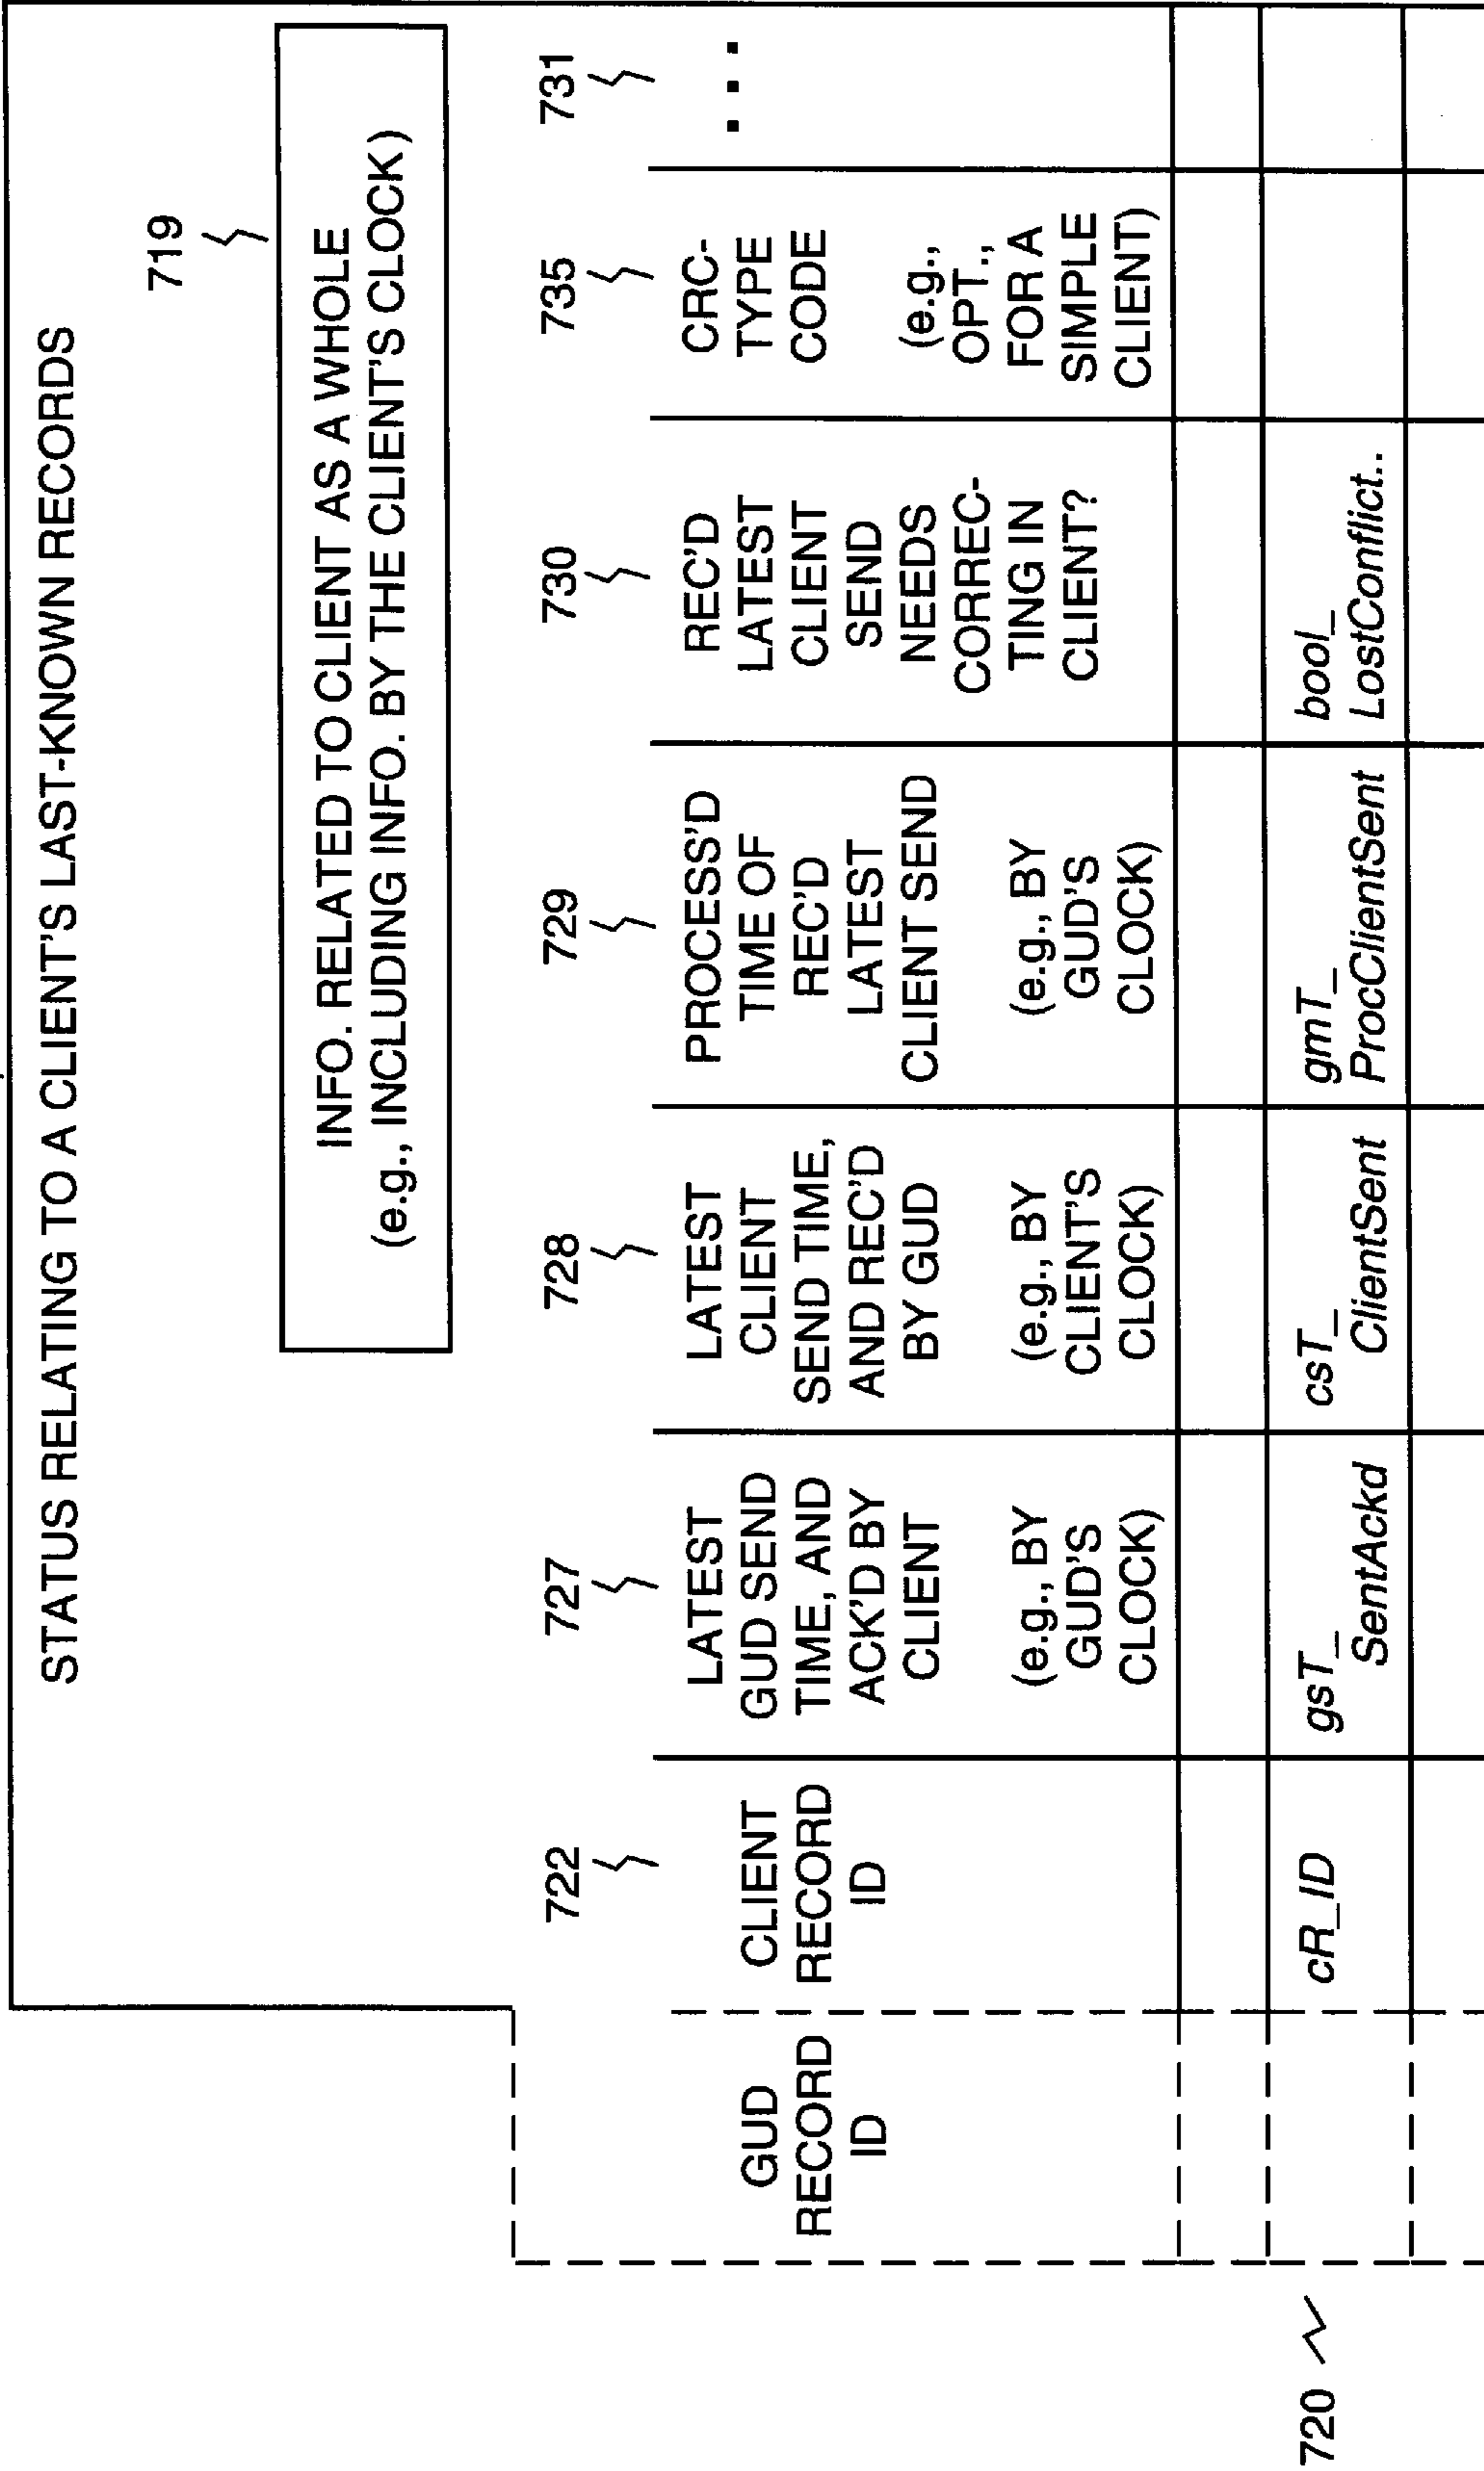 STATUS RELATING TO A CLIENT'S LAST-KNOWN RECORDS
719
INFO. RELATED TO CLIENT AS A WHOLE
(e.g., INCLUDING INFO. BY THE CLIENT'S CLOCK)
GUD
RECORD
ID
722
CLIENT
RECORD
ID
727
LATEST
GUD SEND
TIME, AND
ACK'D BY
CLIENT
(e.g., BY
GUD'S
CLOCK)
728
LATEST
CLIENT
SEND TIME,
AND REC'D
BY GUD
(e.g., BY
CLIENT'S
CLOCK)
729
PROCESS'D
TIME OF
REC'D
LATEST
CLIENT SEND
(e.g., BY
GUD'S
CLOCK)
730
REC'D
LATEST
CLIENT
SEND
NEEDS
CORREC-
TING IN
CLIENT?
735
CRC-
TYPE
CODE
(e.g.,
OPT.,
FOR A
SIMPLE
CLIENT)
731
...
720
cR_ID
gsT_
SentAckd
csT_
ClientSent
gmT_
ProcClientSent
bool_
LostConflict..